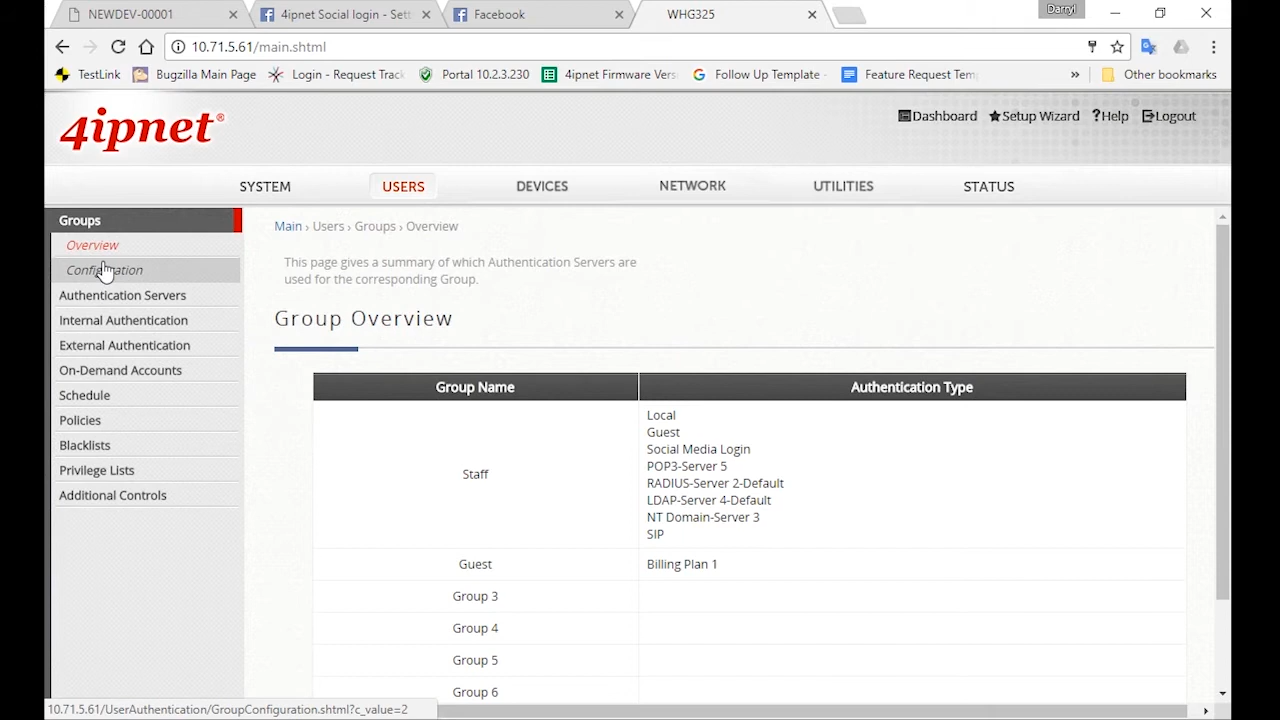 NEWDEV-00001
4ipnet Social login - Sett
Facebook
WHG325
Darryl
10.71.5.61/main.shtml
TestLink
Bugzilla Main Page
Login - Request Track
Portal 10.2.3.230
4ipnet Firmware Vers
Follow Up Template -
Feature Request Tem
»
Other bookmarks
4ipnet®
Dashboard
Setup Wizard
?Help
Logout
SYSTEM
USERS
DEVICES
NETWORK
UTILITIES
STATUS
Groups
Overview
Configuration
Authentication Servers
Internal Authentication
External Authentication
On-Demand Accounts
Schedule
Policies
Blacklists
Privilege Lists
Additional Controls
Main › Users › Groups › Overview
This page gives a summary of which Authentication Servers are
used for the corresponding Group.
Group Overview
Group Name
Authentication Type
Staff
Local
Guest
Social Media Login
POP3-Server 5
RADIUS-Server 2-Default
LDAP-Server 4-Default
NT Domain-Server 3
SIP
Guest
Billing Plan 1
Group 3
Group 4
Group 5
Group 6
10.71.5.61/UserAuthentication/GroupConfiguration.shtml?c_value=2